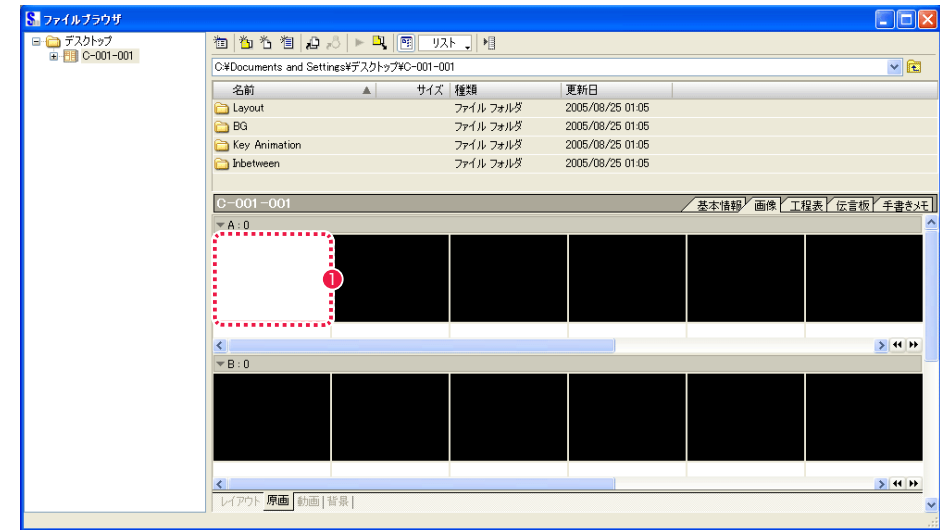 ファイルブラウザ
デスクトップ
C-001-001
リスト
C:¥Documents and Settings¥デスクトップ¥C-001-001
名前 サイズ 種類 更新日
Layout ファイル フォルダ 2005/08/25 01:05
BG ファイル フォルダ 2005/08/25 01:05
Key Animation ファイル フォルダ 2005/08/25 01:05
Inbetween ファイル フォルダ 2005/08/25 01:05
C-001-001 基本情報 画像 工程表 伝言板 手書きメモ
A : 0
1
B : 0
レイアウト 原画 動画 背景